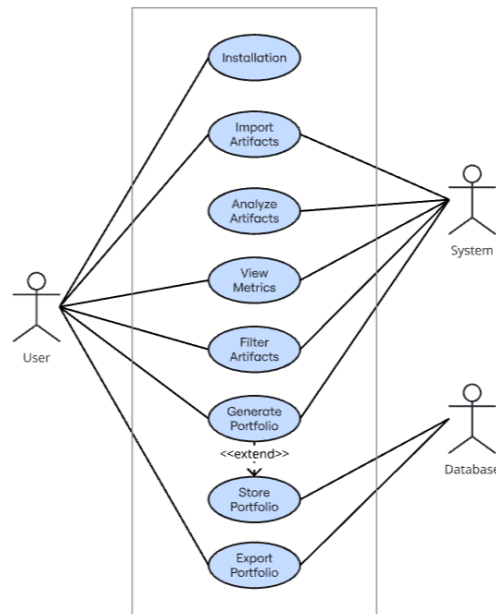 Installation
Import
Artifacts
Analyze
Artifacts
System
View
Metrics
User
Filter
Artifacts
Generate
Portfolio
<<extend>>
Database
Store
Portfolio
Export
Portfolio